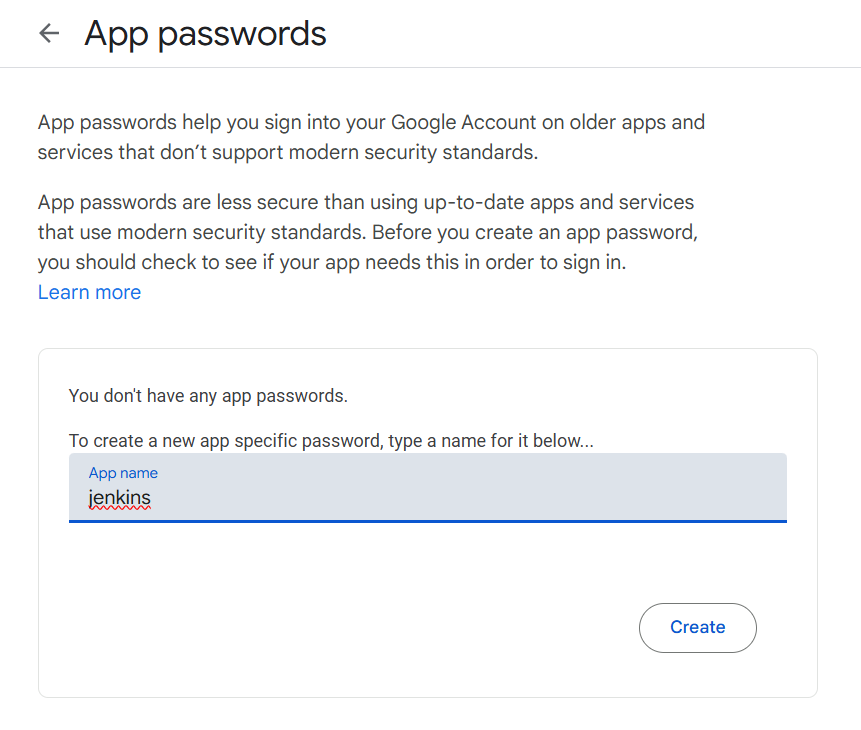 App passwords
App passwords help you sign into your Google Account on older apps and
services that don’t support modern security standards.
App passwords are less secure than using up-to-date apps and services
that use modern security standards. Before you create an app password,
you should check to see if your app needs this in order to sign in.
Learn more
You don't have any app passwords.
To create a new app specific password, type a name for it below...
App name
jenkins
Create